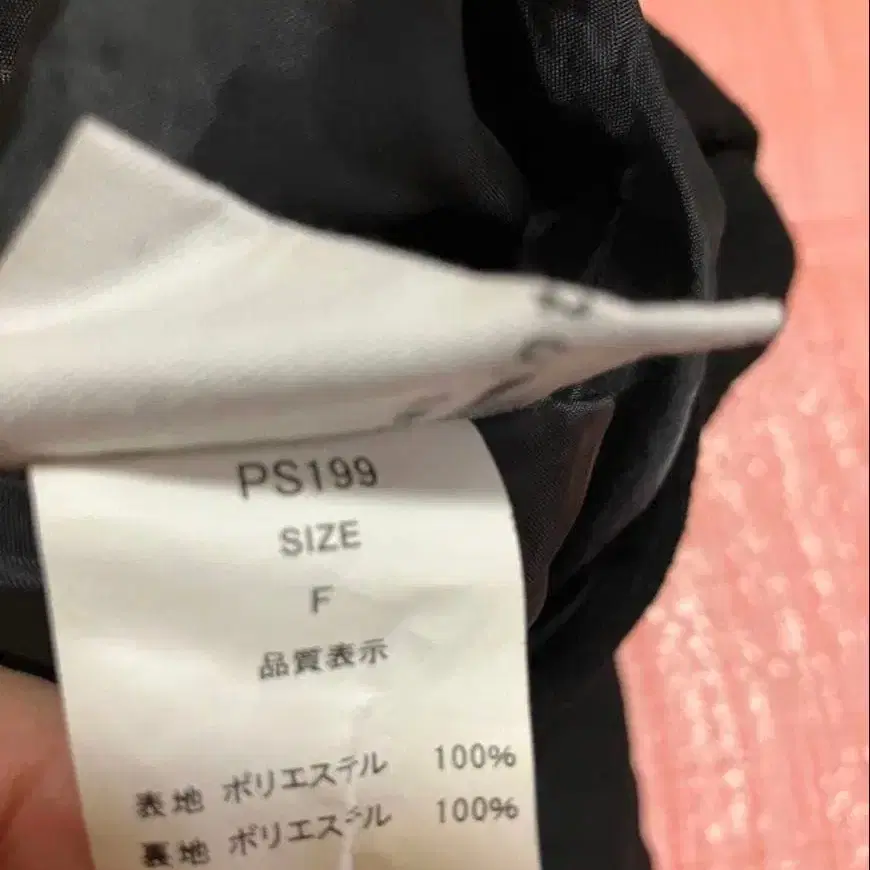 PS199
SIZE
F
品質表示
表地 ポリエステル 100%
裏地 ポリエステル 100%